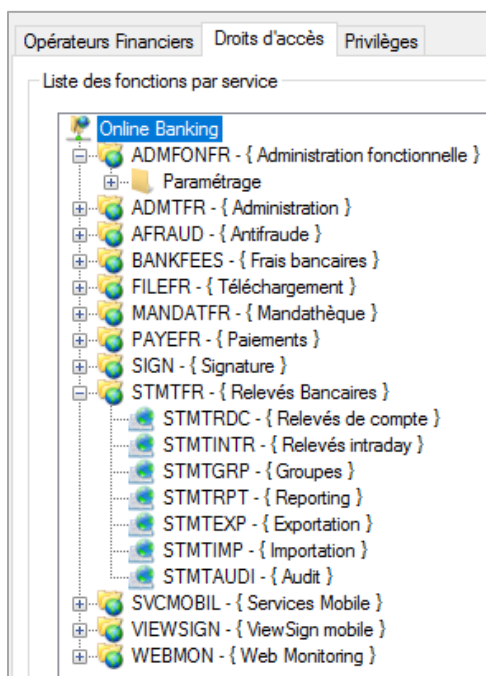 Opérateurs Financiers Droits d'accès Privilèges
Liste des fonctions par service
Online Banking
ADMFONFR - { Administration fonctionnelle }
Paramétrage
ADMTFR - { Administration }
AFRAUD - { Antifraude }
BANKFEES - { Frais bancaires }
FILEFR - { Téléchargement }
MANDATFR - { Mandathèque }
PAYEFR - { Paiements }
SIGN - { Signature }
STMTFR - { Relevés Bancaires }
STMTRDC - { Relevés de compte }
STMTINTR - { Relevés intraday }
STMTGRP - { Groupes }
STMTRPT - { Reporting }
STMTEXP - { Exportation }
STMTIMP - { Importation }
STMTAUDI - { Audit }
SVCMOBIL - { Services Mobile }
VIEWSIGN - { ViewSign mobile }
WEBMON - { Web Monitoring }